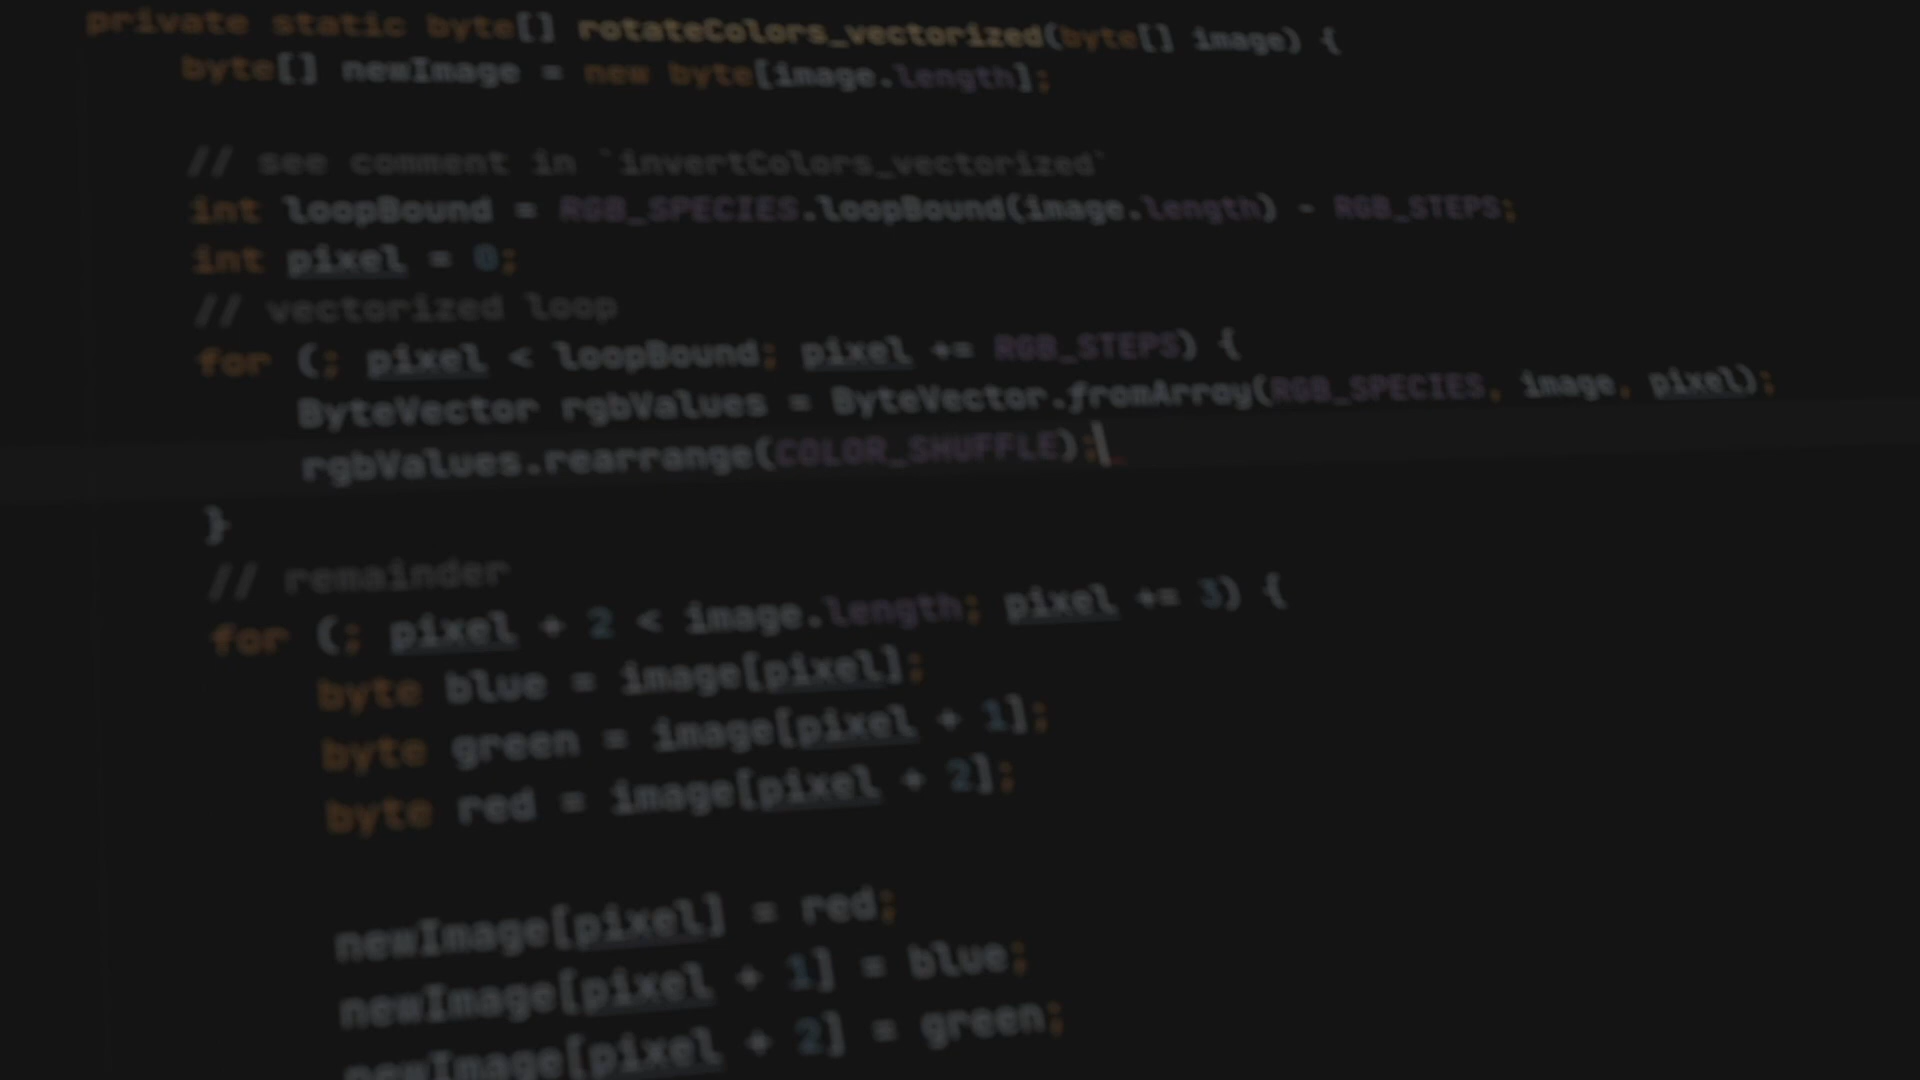 private static byte[] rotateColors_vectorized(byte[] image) {
byte[] newImage = new byte[image.length];
// see comment in `invertColors_vectorized`
int loopBound = RGB_SPECIES.loopBound(image.length) - RGB_STEPS;
int pixel = 0;
// vectorized loop
for (; pixel < loopBound; pixel += RGB_STEPS) {
ByteVector rgbValues = ByteVector.fromArray(RGB_SPECIES, image, pixel);
rgbValues.rearrange(COLOR_SHUFFLE);
}
// remainder
for (; pixel + 2 < image.length; pixel += 3) {
byte blue = image[pixel];
byte green = image[pixel + 1];
byte red = image[pixel + 2];
newImage[pixel] = red;
newImage[pixel + 1] = blue;
newImage[pixel + 2] = green;